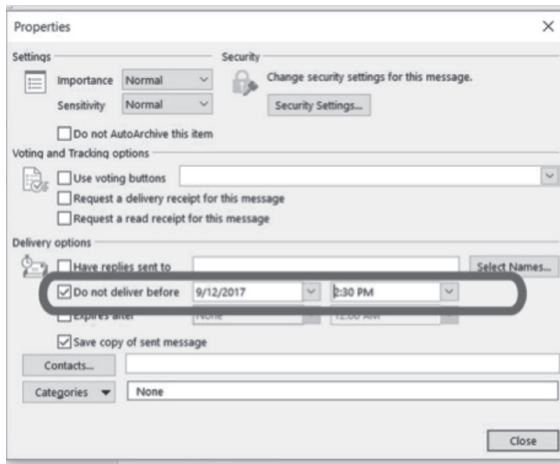 Properties
Settings Security
Importance Normal Change security settings for this message.
Sensitivity Normal Security Settings...
Do not AutoArchive this item
Voting and Tracking options
Use voting buttons
Request a delivery receipt for this message
Request a read receipt for this message
Delivery options
Have replies sent to Select Names...
Do not deliver before 9/12/2017 2:30 PM
Expires after None 12:00 AM
Save copy of sent message
Contacts...
Categories None
Close